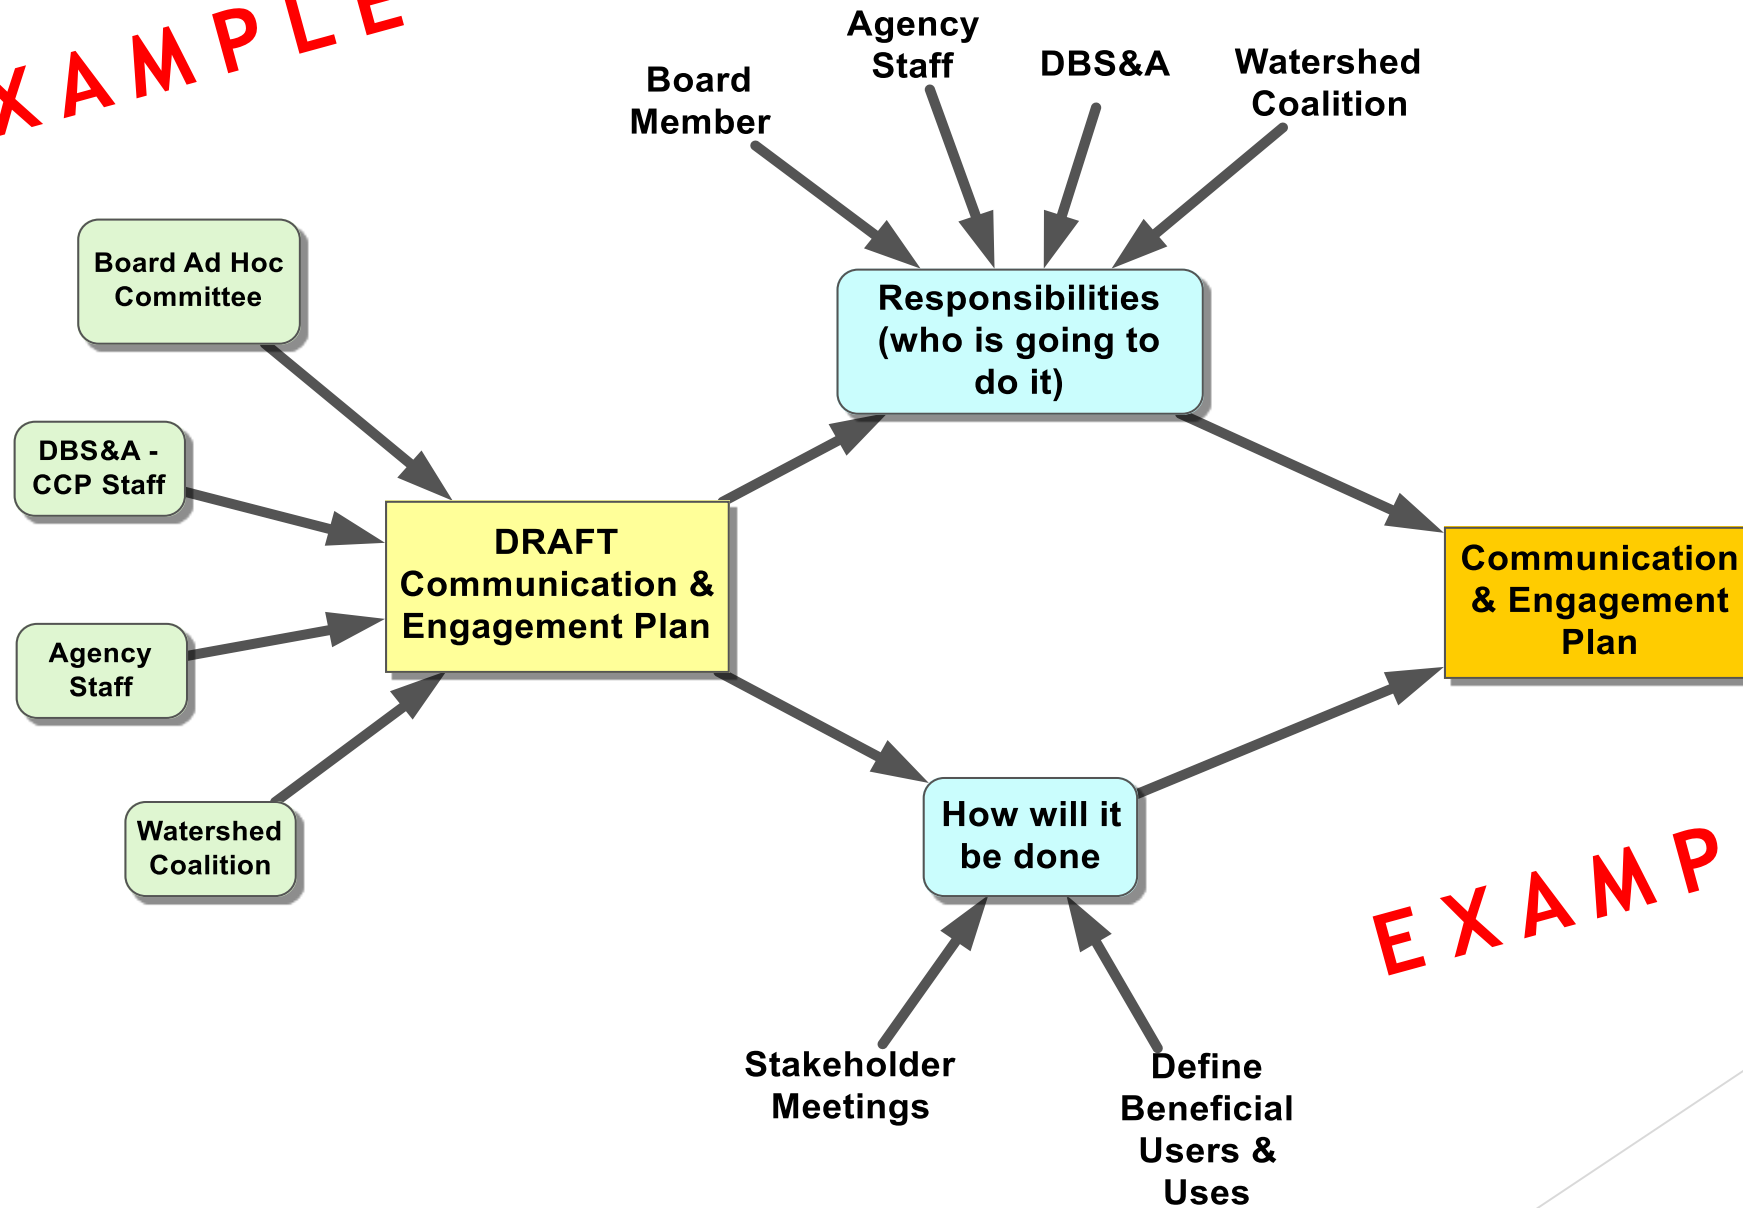 XAMPLE
Agency
Staff
DBS&A
Watershed
Coalition
Board
Member
Board Ad Hoc
Committee
Responsibilities
(who is going to
do it)
DBS&A -
CCP Staff
DRAFT
Communication &
Engagement Plan
Communication
& Engagement
Plan
Agency
Staff
Watershed
Coalition
How will it
be done
EXAMP
Stakeholder
Meetings
Define
Beneficial
Users &
Uses